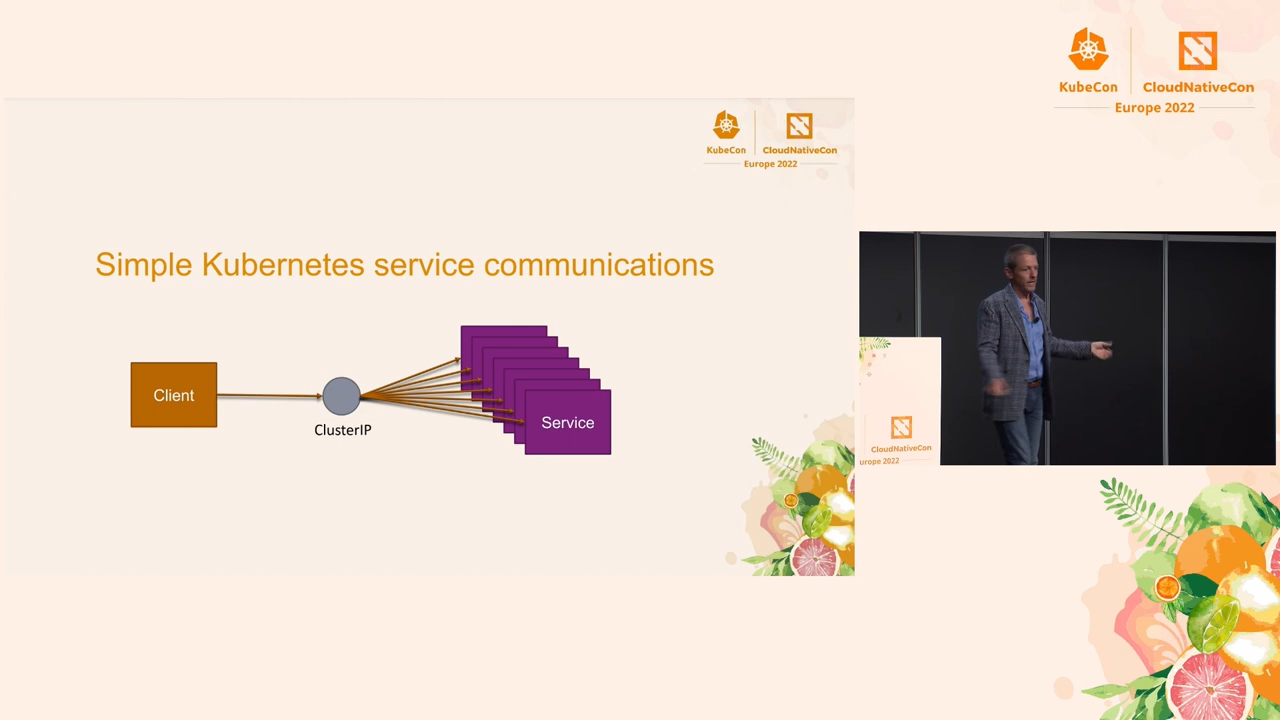 KubeCon
CloudNativeCon
Europe 2022
KubeCon
CloudNativeCon
Europe 2022
Simple Kubernetes service communications
Client
ClusterIP
Service
CloudNativeCon
urope 2022